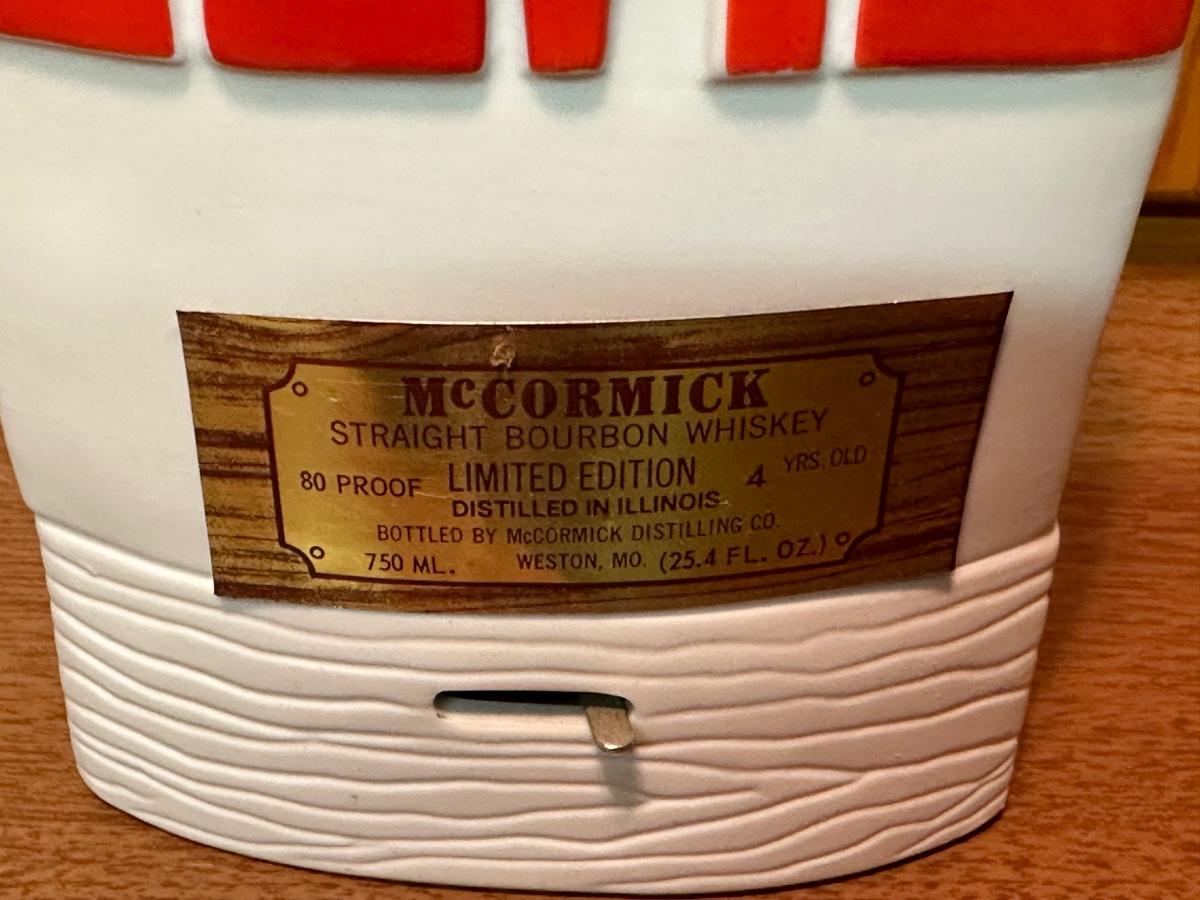 McCORMICK
STRAIGHT BOURBON WHISKEY
80 PROOF LIMITED EDITION 4 YRS. OLD
DISTILLED IN ILLINOIS
BOTTLED BY McCORMICK DISTILLING CO.
750 ML. WESTON, MO. (25.4 FL. OZ.)